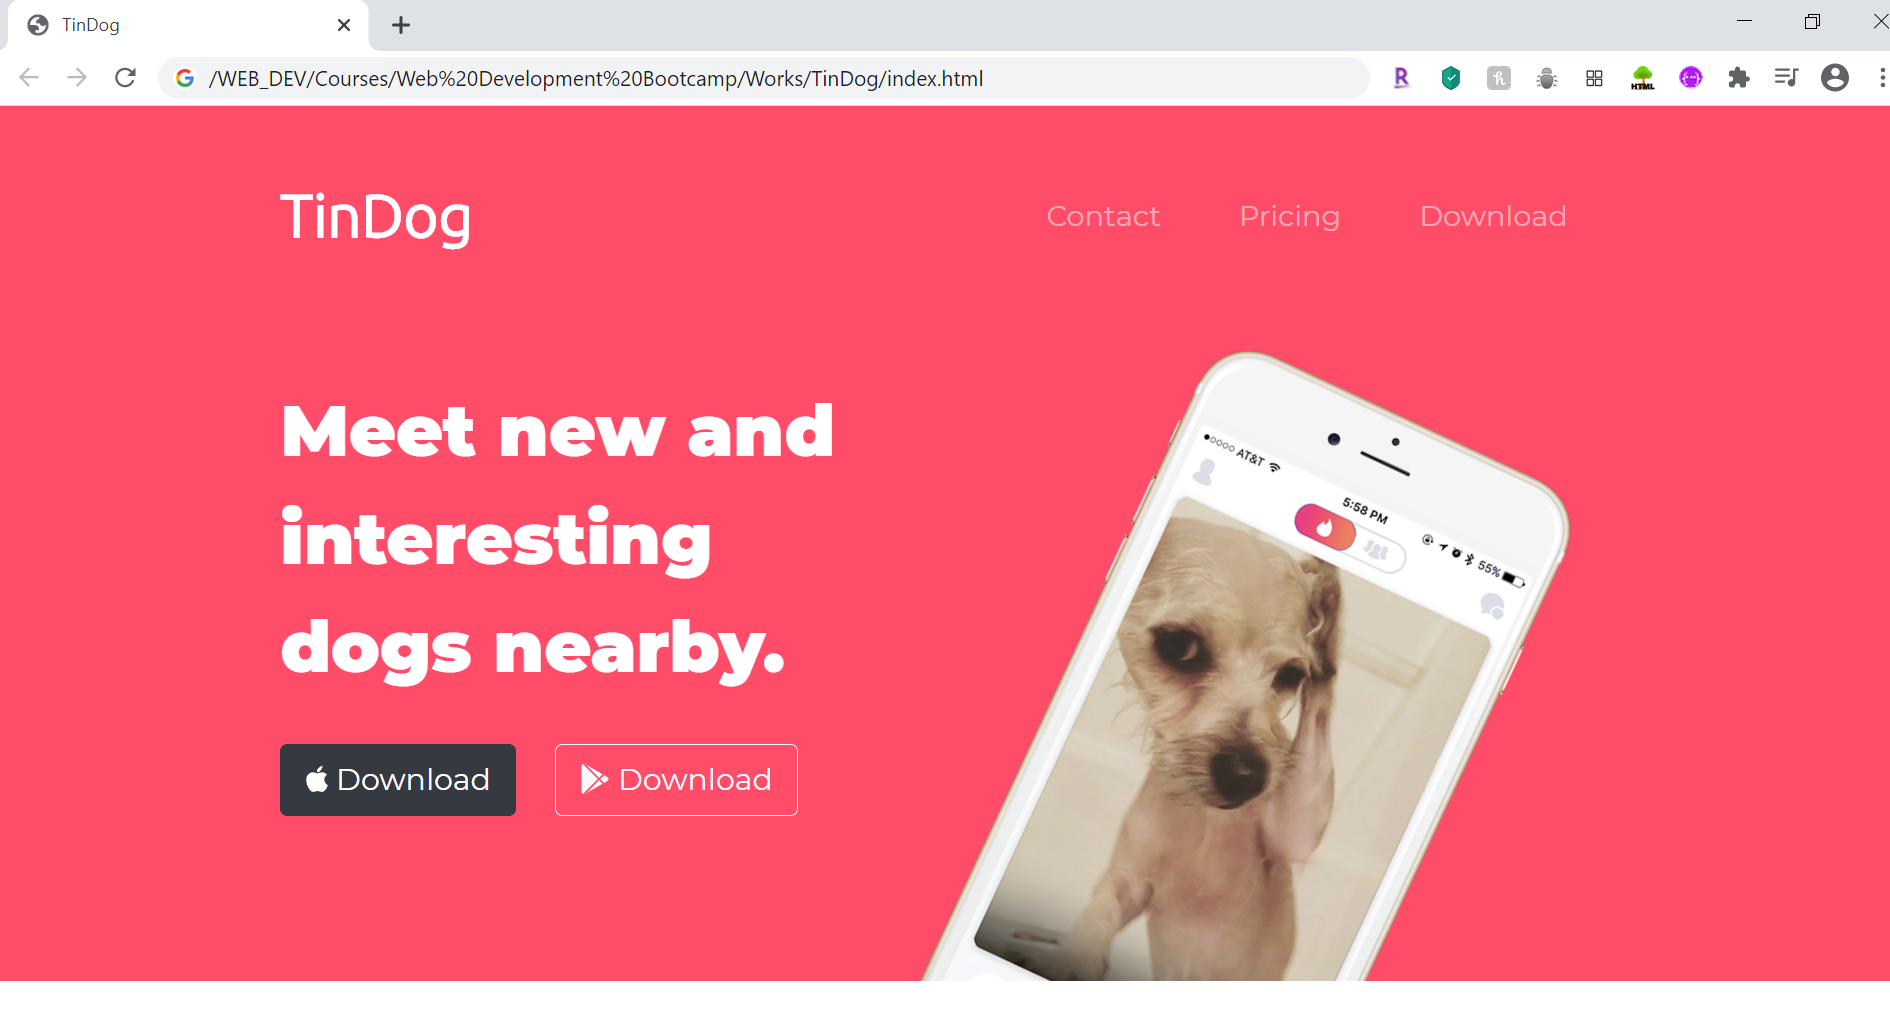 TinDog
/WEB_DEV/Courses/Web%20Development%20Bootcamp/Works/TinDog/index.html
R
HTML
TinDog
Contact Pricing Download
Meet new and
interesting
dogs nearby.
Download Download
AT&T
5:58 PM
55%